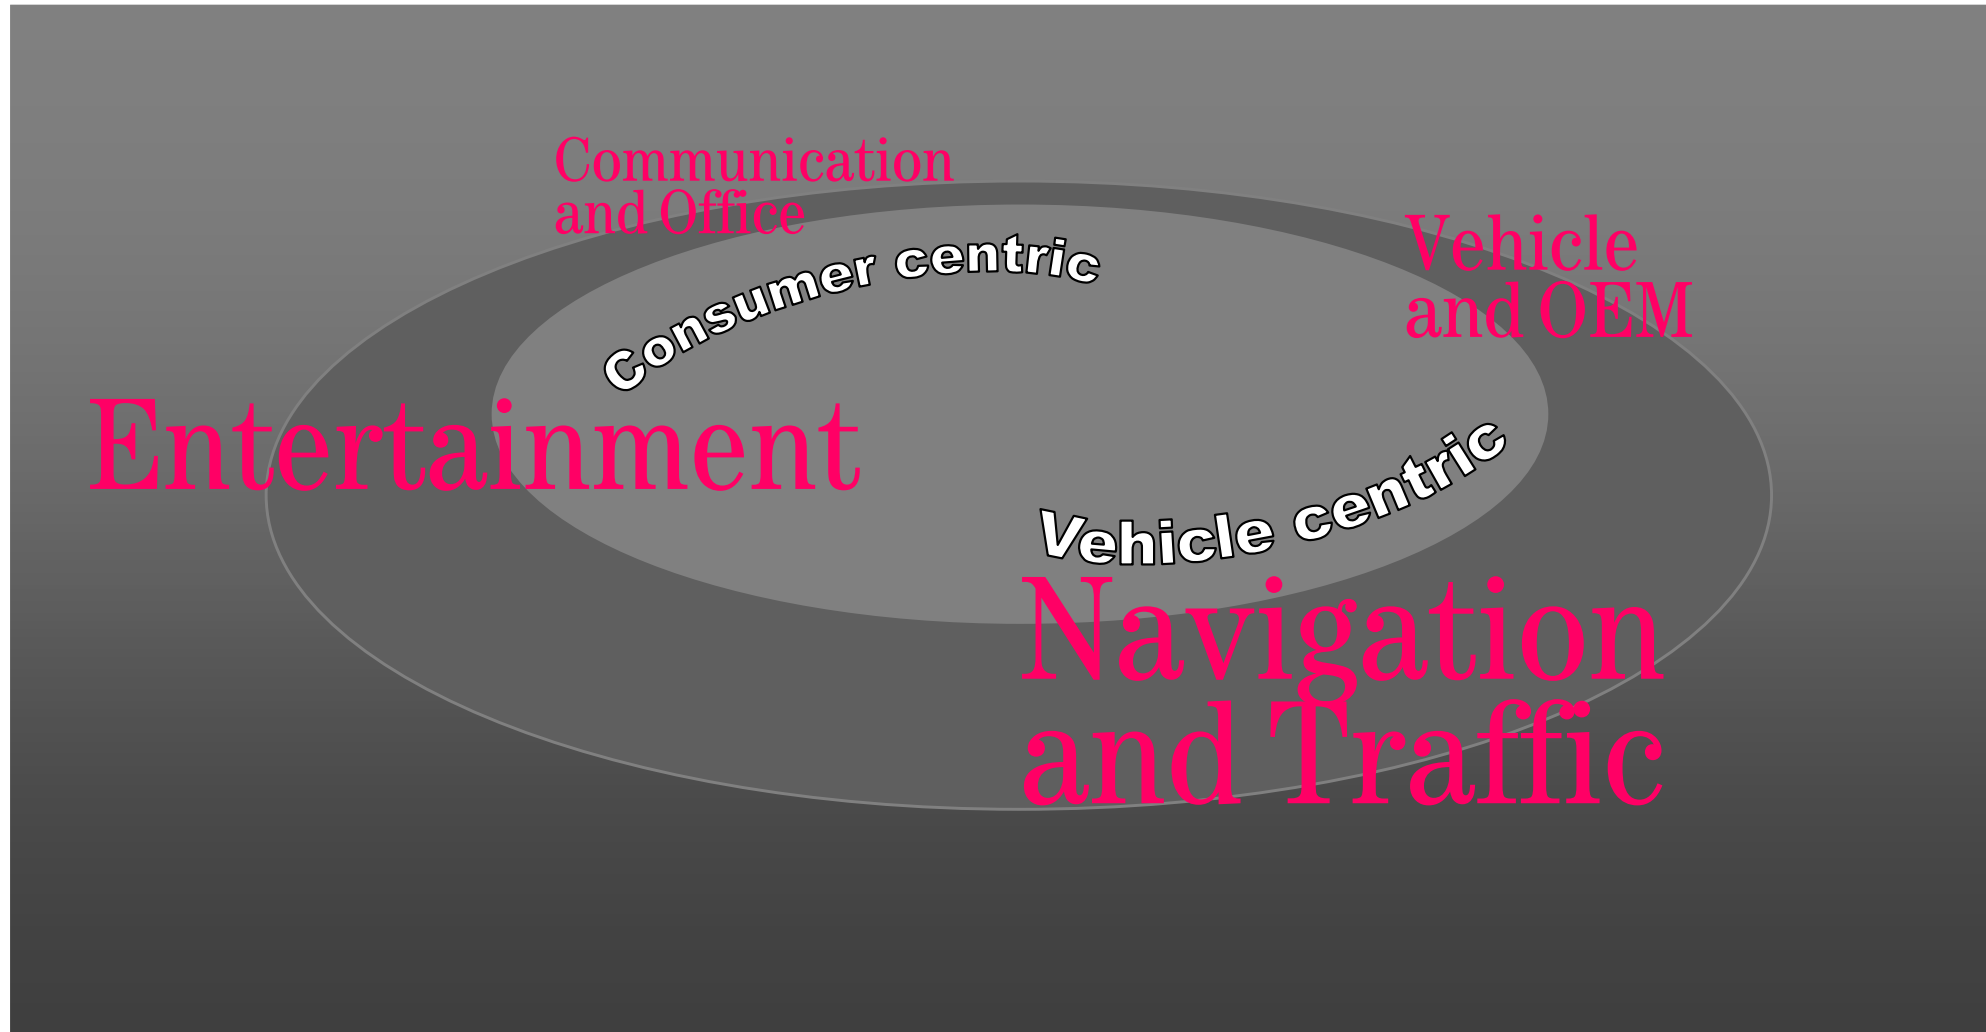 Communication
and Office
Vehicle
and OEM
Consumer centric
Entertainment
Vehicle centric
Navigation
and Traffic